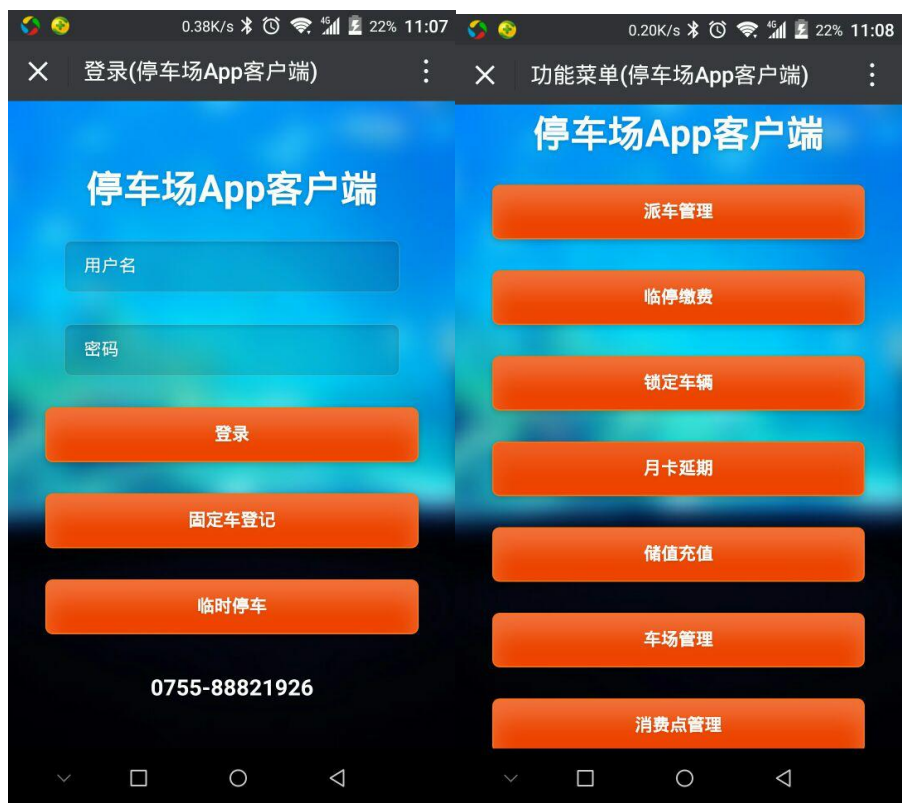 0.38K/s 4G 22% 11:07
登录(停车场App客户端)
停车场App客户端
用户名
密码
登录
固定车登记
临时停车
0755-88821926
0.20K/s 4G 22% 11:08
功能菜单(停车场App客户端)
停车场App客户端
派车管理
临停缴费
锁定车辆
月卡延期
储值充值
车场管理
消费点管理